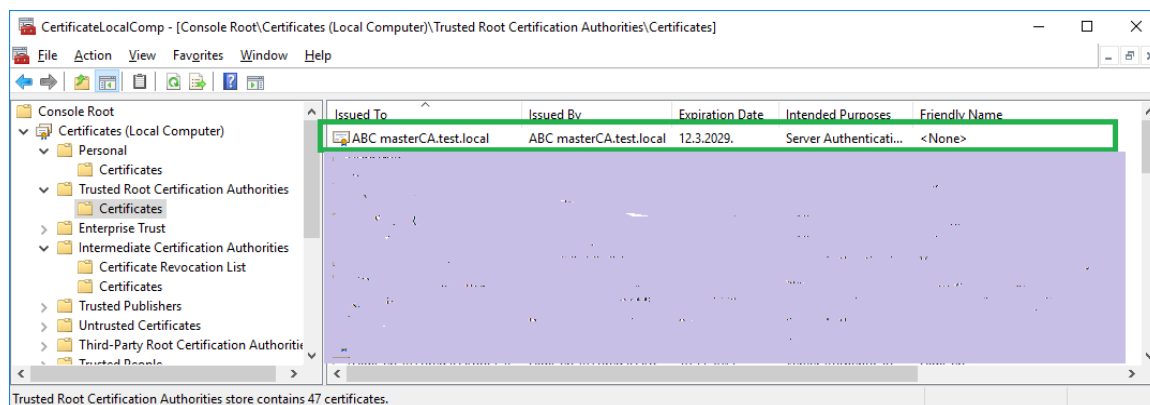 CertificateLocalComp - [Console Root\Certificates (Local Computer)\Trusted Root Certification Authorities\Certificates]
File Action View Favorites Window Help
Console Root
Certificates (Local Computer)
Personal
Certificates
Trusted Root Certification Authorities
Certificates
Enterprise Trust
Intermediate Certification Authorities
Certificate Revocation List
Certificates
Trusted Publishers
Untrusted Certificates
Third-Party Root Certification Authoritie
Trusted People
Issued To Issued By Expiration Date Intended Purposes Friendly Name
ABC masterCA.test.local ABC masterCA.test.local 12.3.2029. Server Authenticati... <None>
Trusted Root Certification Authorities store contains 47 certificates.